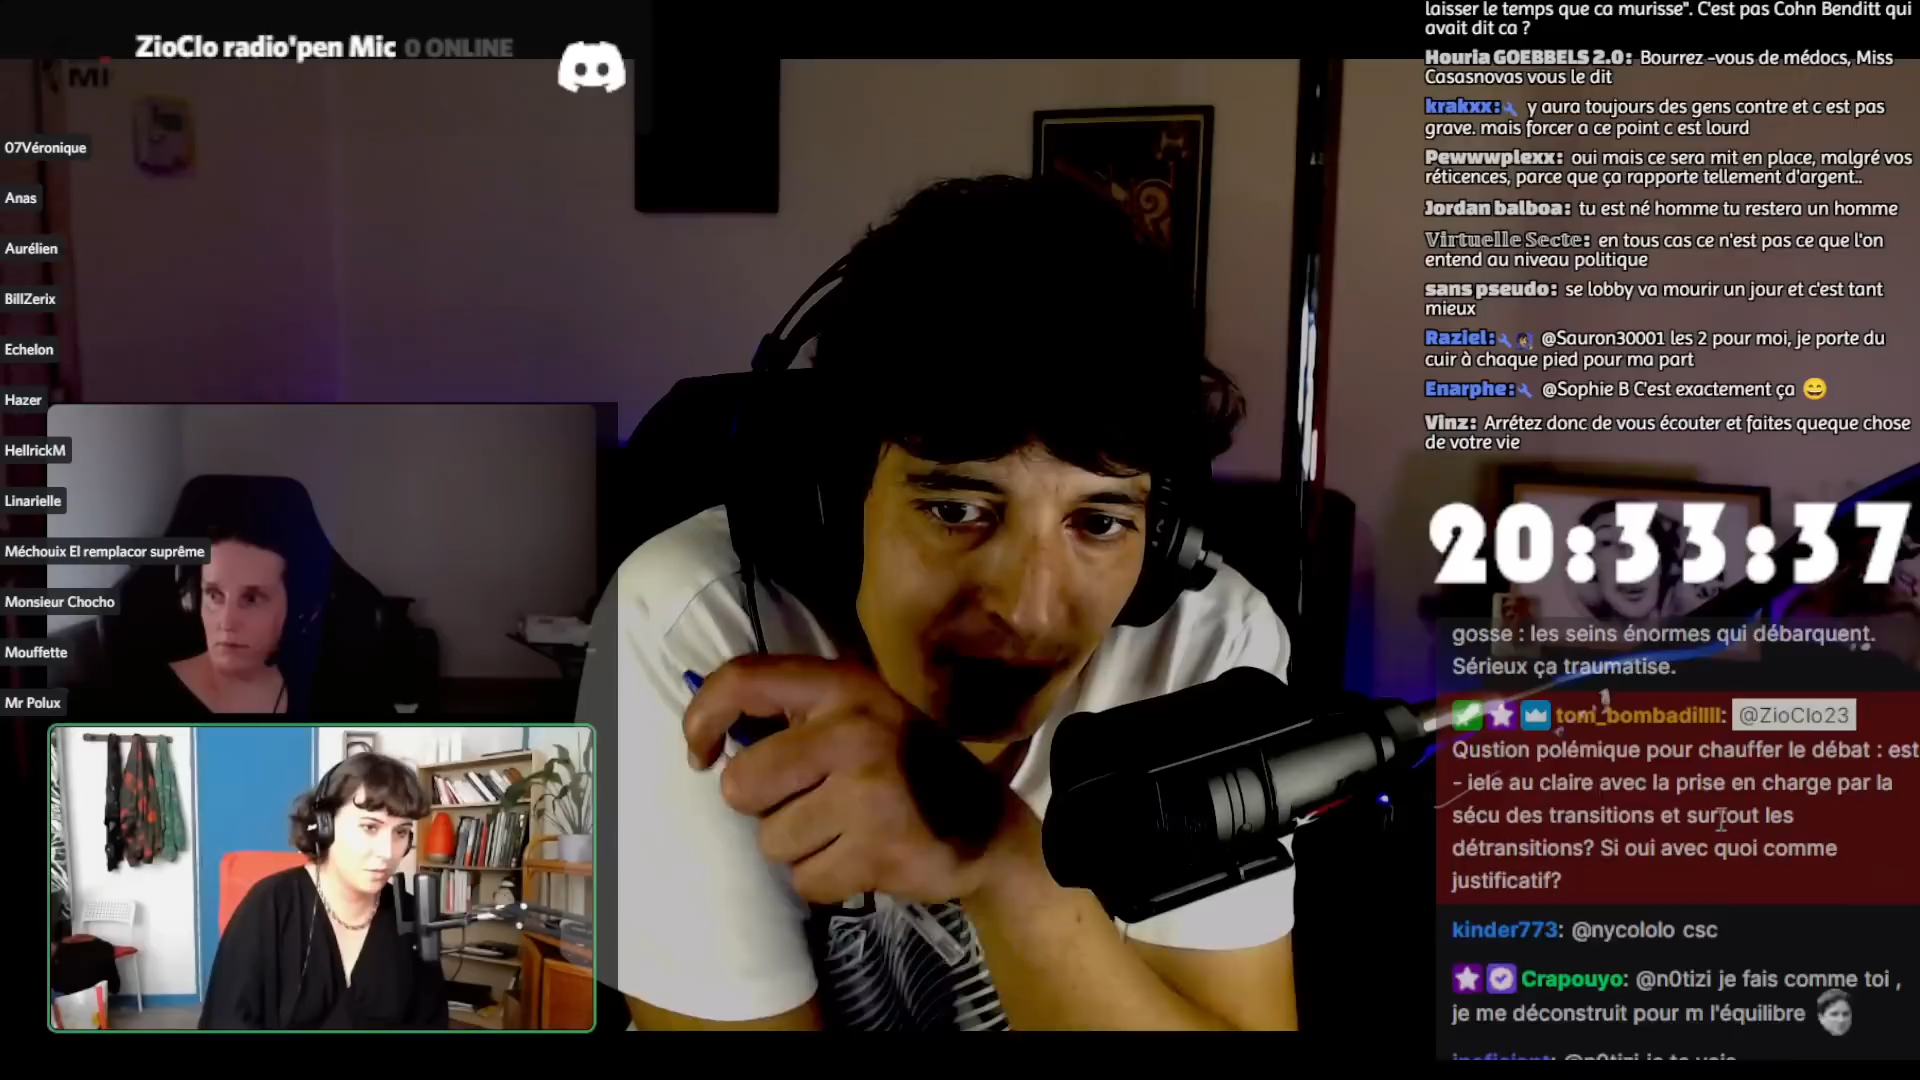 ZioClo radio'pen Mic 0 ONLINE
MI
07Véronique
Anas
Aurélien
BillZerix
Echelon
Hazer
HellrickM
Linarielle
Méchouix El remplacor suprême
Monsieur Chocho
Mouffette
Mr Polux
laisser le temps que ca murisse". C'est pas Cohn Benditt qui
avait dit ca ?
Houria GOEBBELS 2.0: Bourrez -vous de médocs, Miss
Casasnovas vous le dit
krakxx: y aura toujours des gens contre et c est pas
grave. mais forcer a ce point c est lourd
Pewwwplexx: oui mais ce sera mit en place, malgré vos
réticences, parce que ça rapporte tellement d'argent..
Jordan balboa: tu est né homme tu restera un homme
Virtuelle Secte: en tous cas ce n'est pas ce que l'on
entend au niveau politique
sans pseudo: se lobby va mourir un jour et c'est tant
mieux
Raziel: @Sauron30001 les 2 pour moi, je porte du
cuir à chaque pied pour ma part
Enarphe: @Sophie B C'est exactement ça 😄
Vinz: Arrétez donc de vous écouter et faites queque chose
de votre vie
20:33:37
gosse : les seins énormes qui débarquent.
Sérieux ça traumatise.
tom_bombadillll: @ZioClo23
Qustion polémique pour chauffer le débat : est
- iele au claire avec la prise en charge par la
sécu des transitions et surtout les
détransitions? Si oui avec quoi comme
justificatif?
kinder773: @nycololo csc
Crapouyo: @n0tizi je fais comme toi ,
je me déconstruit pour m l'équilibre
@n0tizi je te vois